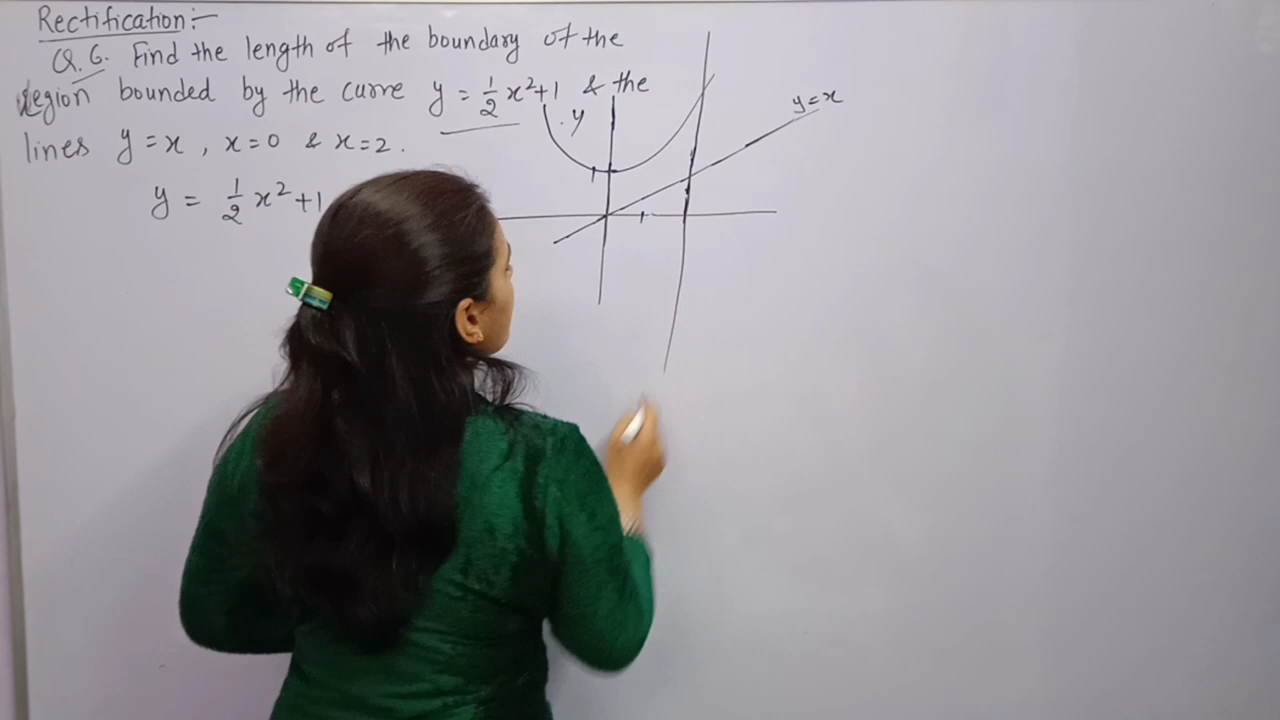 Rectification:-
Q.6. Find the length of the boundary of the
region bounded by the curve y = 1/2 x²+1 & the
lines y=x, x=0 & x=2.
y = 1/2 x²+1
y
y=x